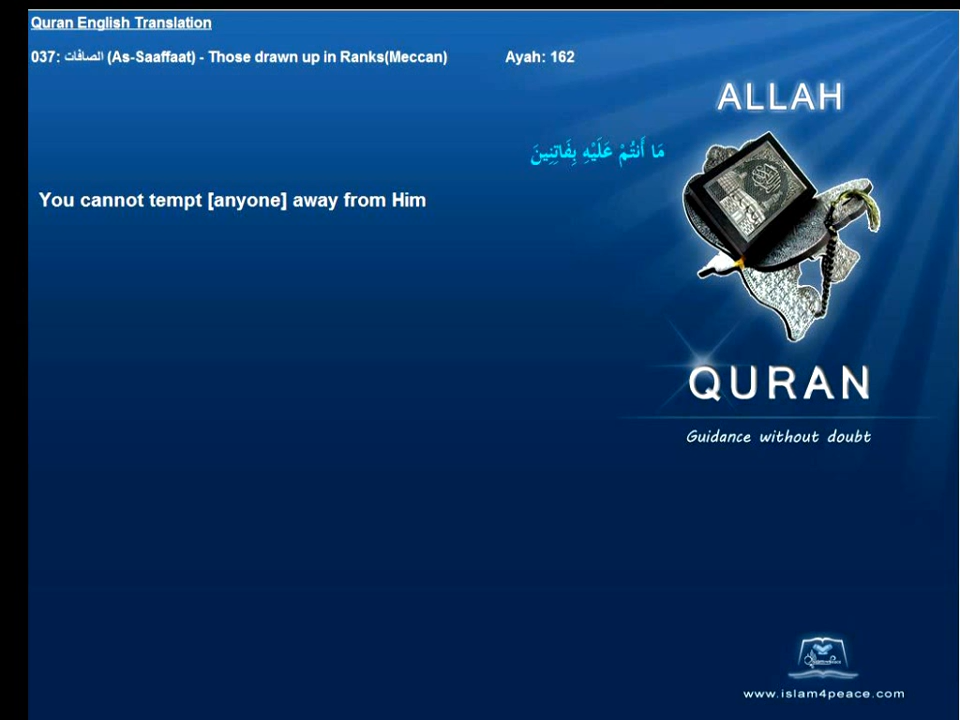 Quran English Translation
037: الصافات (As-Saaffaat) - Those drawn up in Ranks(Meccan) Ayah: 162
ALLAH
مَا أَنتُمْ عَلَيْهِ بِفَاتِنِينَ
You cannot tempt [anyone] away from Him
QURAN
Guidance without doubt
www.islam4peace.com